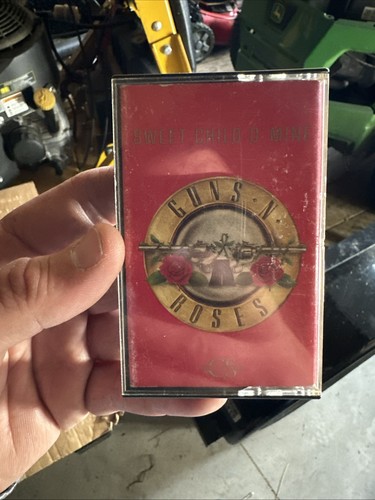 SWEET CHILD O' MINE
GUNS N'
ROSES